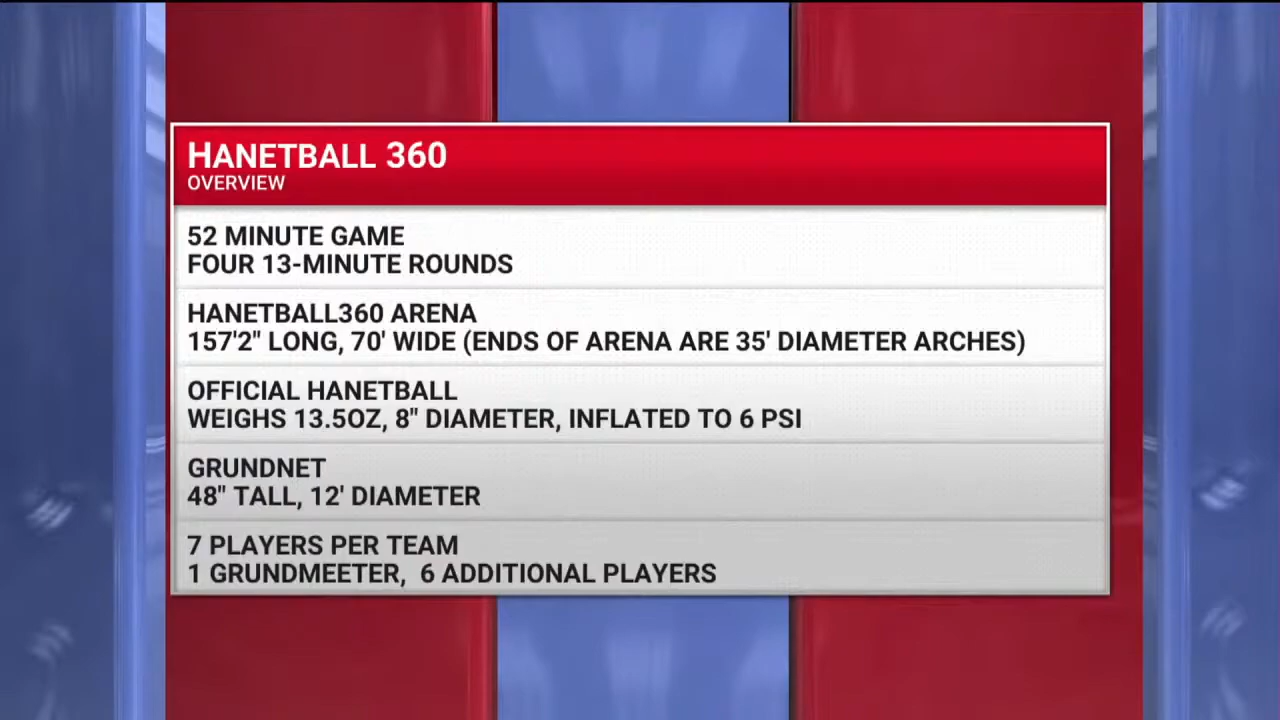 HANETBALL 360
OVERVIEW
52 MINUTE GAME
FOUR 13-MINUTE ROUNDS
HANETBALL360 ARENA
157'2" LONG, 70' WIDE (ENDS OF ARENA ARE 35' DIAMETER ARCHES)
OFFICIAL HANETBALL
WEIGHS 13.5OZ, 8" DIAMETER, INFLATED TO 6 PSI
GRUNDNET
48" TALL, 12' DIAMETER
7 PLAYERS PER TEAM
1 GRUNDMEETER,  6 ADDITIONAL PLAYERS